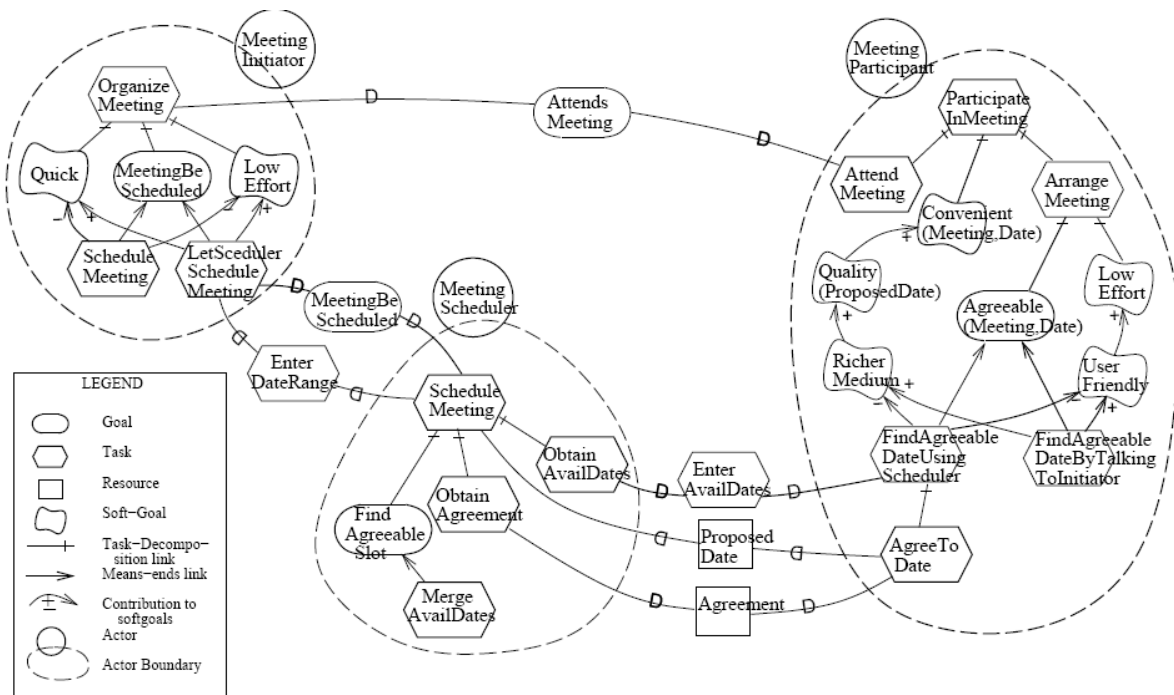 Meeting
Initiator
Organize
Meeting
Quick
MeetingBe
Scheduled
Low
Effort
–
+
–
+
Schedule
Meeting
LetSceduler
Schedule
Meeting
D
Attends
Meeting
D
Meeting
Participant
Participate
InMeeting
Attend
Meeting
Arrange
Meeting
Convenient
(Meeting,Date)
+
Quality
(ProposedDate)
+
Agreeable
(Meeting,Date)
Low
Effort
+
Richer
Medium
–
+
User
Friendly
–
+
FindAgreeable
DateUsing
Scheduler
FindAgreeable
DateByTalking
ToInitiator
AgreeTo
Date
D
MeetingBe
Scheduled
D
D
Enter
DateRange
D
Meeting
Scheduler
Schedule
Meeting
Obtain
AvailDates
Obtain
Agreement
Find
Agreeable
Slot
Merge
AvailDates
D
Enter
AvailDates
D
D
Proposed
Date
D
D
Agreement
D
LEGEND
Goal
Task
Resource
Soft-Goal
Task-Decompo-
sition link
Means-ends link
±
Contribution to
softgoals
Actor
Actor Boundary